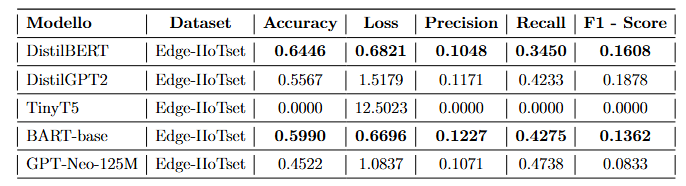 Modello Dataset Accuracy Loss Precision Recall F1 - Score
DistilBERT Edge-IIoTset 0.6446 0.6821 0.1048 0.3450 0.1608
DistilGPT2 Edge-IIoTset 0.5567 1.5179 0.1171 0.4233 0.1878
TinyT5 Edge-IIoTset 0.0000 12.5023 0.0000 0.0000 0.0000
BART-base Edge-IIoTset 0.5990 0.6696 0.1227 0.4275 0.1362
GPT-Neo-125M Edge-IIoTset 0.4522 1.0837 0.1071 0.4738 0.0833